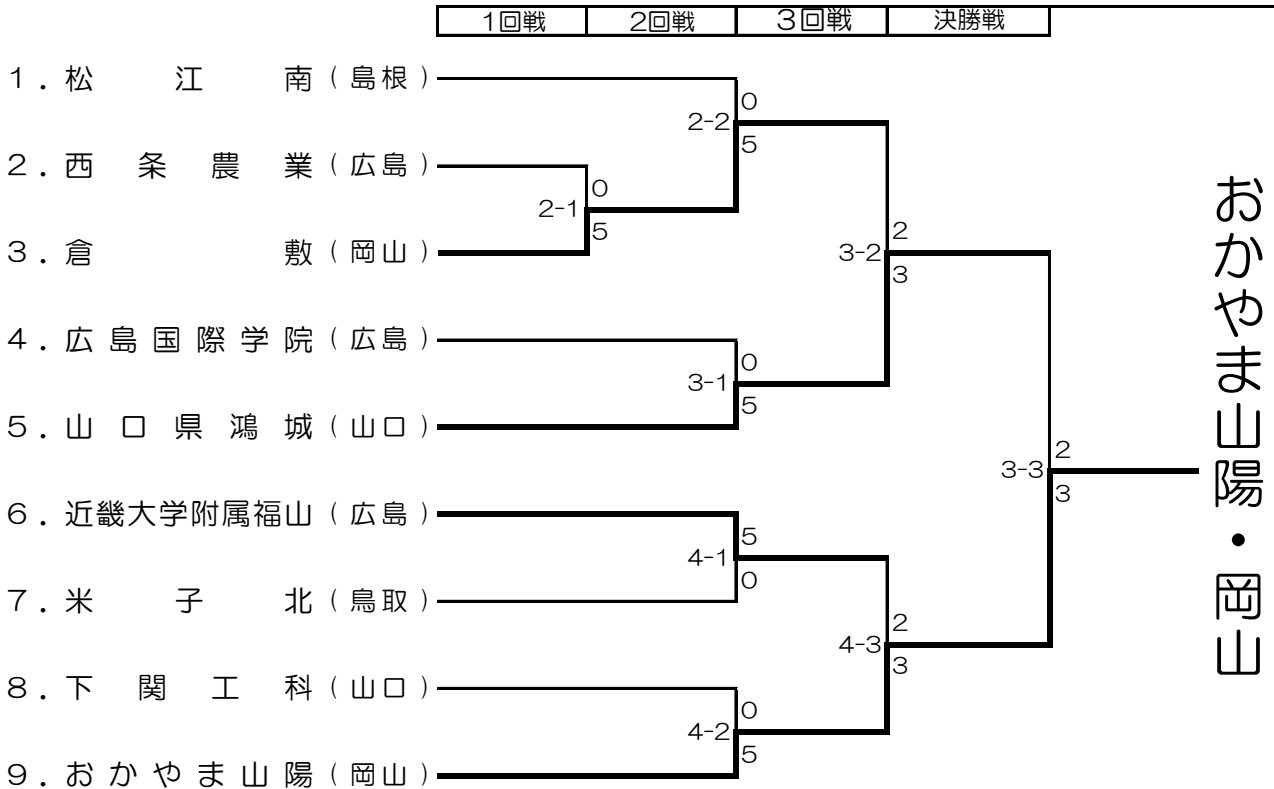 1回戦 2回戦 3回戦 決勝戦
1．松江南（島根）
0
2-2
5
2．西条農業（広島）
0
2-1
5
3．倉敷（岡山）
2
3-2
3
4．広島国際学院（広島）
0
3-1
5
5．山口県鴻城（山口）
2
3-3
3
6．近畿大学附属福山（広島）
5
4-1
0
7．米子北（鳥取）
2
4-3
3
8．下関工科（山口）
0
4-2
5
9．おかやま山陽（岡山）
おかやま山陽・岡山